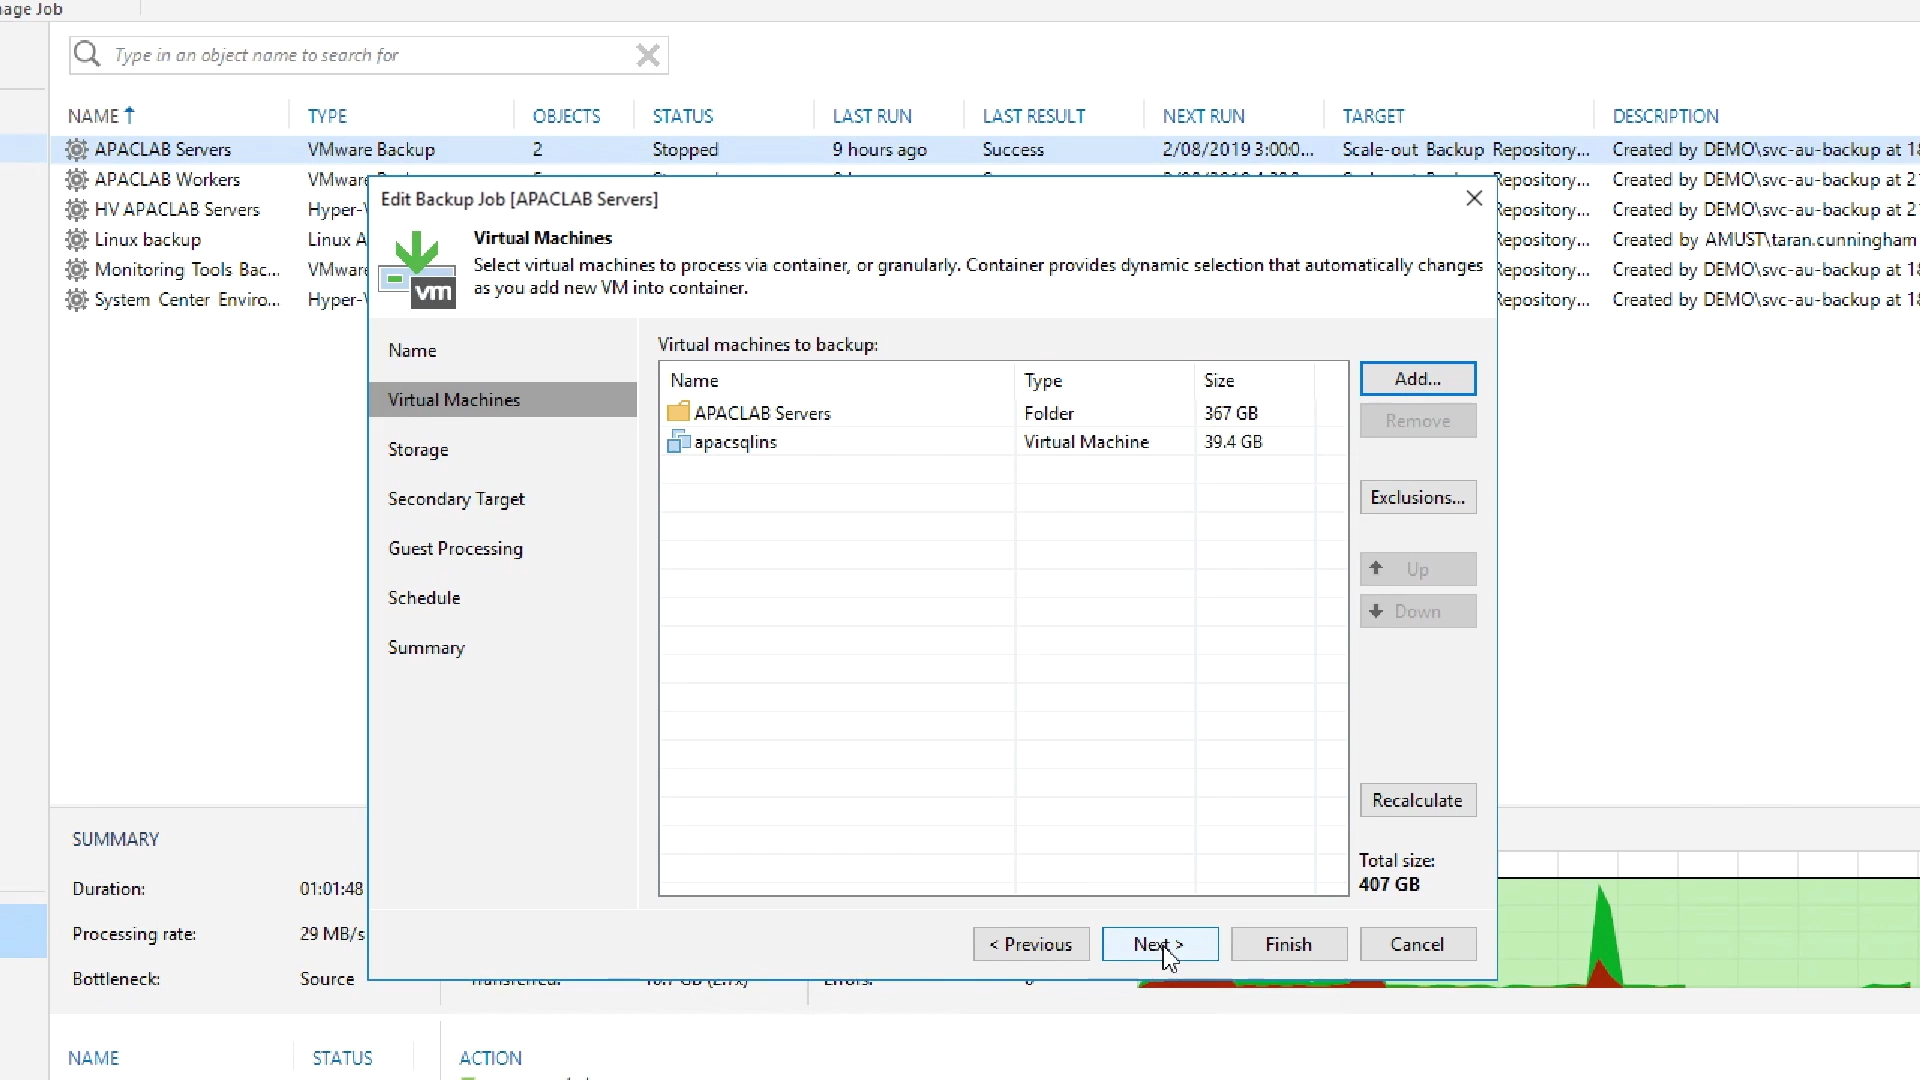 nage Job
Type in an object name to search for
NAME TYPE OBJECTS STATUS LAST RUN LAST RESULT NEXT RUN TARGET DESCRIPTION
APACLAB Servers VMware Backup 2 Stopped 9 hours ago Success 2/08/2019 3:00:0... Scale-out Backup Repository... Created by DEMO\svc-au-backup at 18
APACLAB Workers VMware Repository... Created by DEMO\svc-au-backup at 2
HV APACLAB Servers Hyper-V Repository... Created by DEMO\svc-au-backup at 2
Linux backup Linux A Repository... Created by AMUST\taran.cunningham
Monitoring Tools Bac... VMware Repository... Created by DEMO\svc-au-backup at 18
System Center Enviro... Hyper-V Repository... Created by DEMO\svc-au-backup at 18
Edit Backup Job [APACLAB Servers]
Virtual Machines
Select virtual machines to process via container, or granularly. Container provides dynamic selection that automatically changes
as you add new VM into container.
vm
Name
Virtual Machines
Storage
Secondary Target
Guest Processing
Schedule
Summary
Virtual machines to backup:
Name Type Size
APACLAB Servers Folder 367 GB
apacsqlins Virtual Machine 39.4 GB
Add...
Remove
Exclusions...
Up
Down
Recalculate
Total size:
407 GB
< Previous Next > Finish Cancel
SUMMARY
Duration: 01:01:48
Processing rate: 29 MB/s
Bottleneck: Source
NAME STATUS ACTION